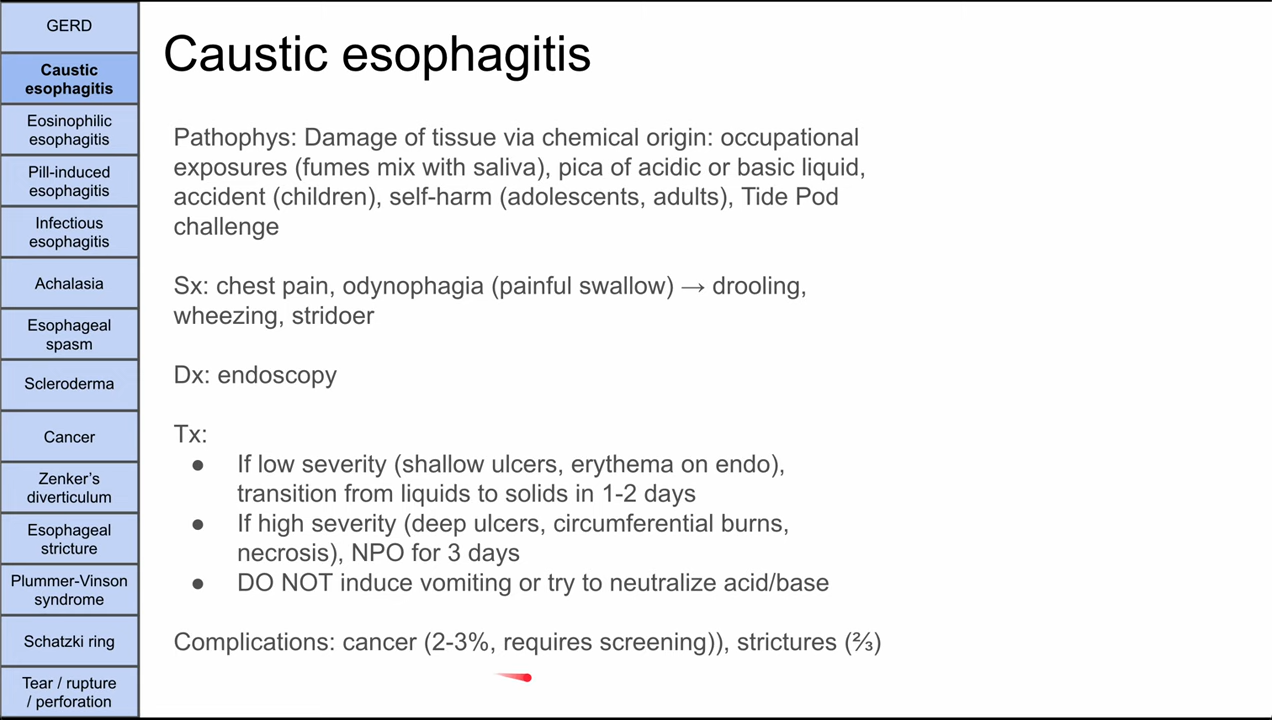 GERD
Caustic
esophagitis
Eosinophilic
esophagitis
Pill-induced
esophagitis
Infectious
esophagitis
Achalasia
Esophageal
spasm
Scleroderma
Cancer
Zenker’s
diverticulum
Esophageal
stricture
Plummer-Vinson
syndrome
Schatzki ring
Tear / rupture
/ perforation
Caustic esophagitis
Pathophys: Damage of tissue via chemical origin: occupational
exposures (fumes mix with saliva), pica of acidic or basic liquid,
accident (children), self-harm (adolescents, adults), Tide Pod
challenge
Sx: chest pain, odynophagia (painful swallow) → drooling,
wheezing, stridoer
Dx: endoscopy
Tx:
● If low severity (shallow ulcers, erythema on endo),
transition from liquids to solids in 1-2 days
● If high severity (deep ulcers, circumferential burns,
necrosis), NPO for 3 days
● DO NOT induce vomiting or try to neutralize acid/base
Complications: cancer (2-3%, requires screening)), strictures (⅔)